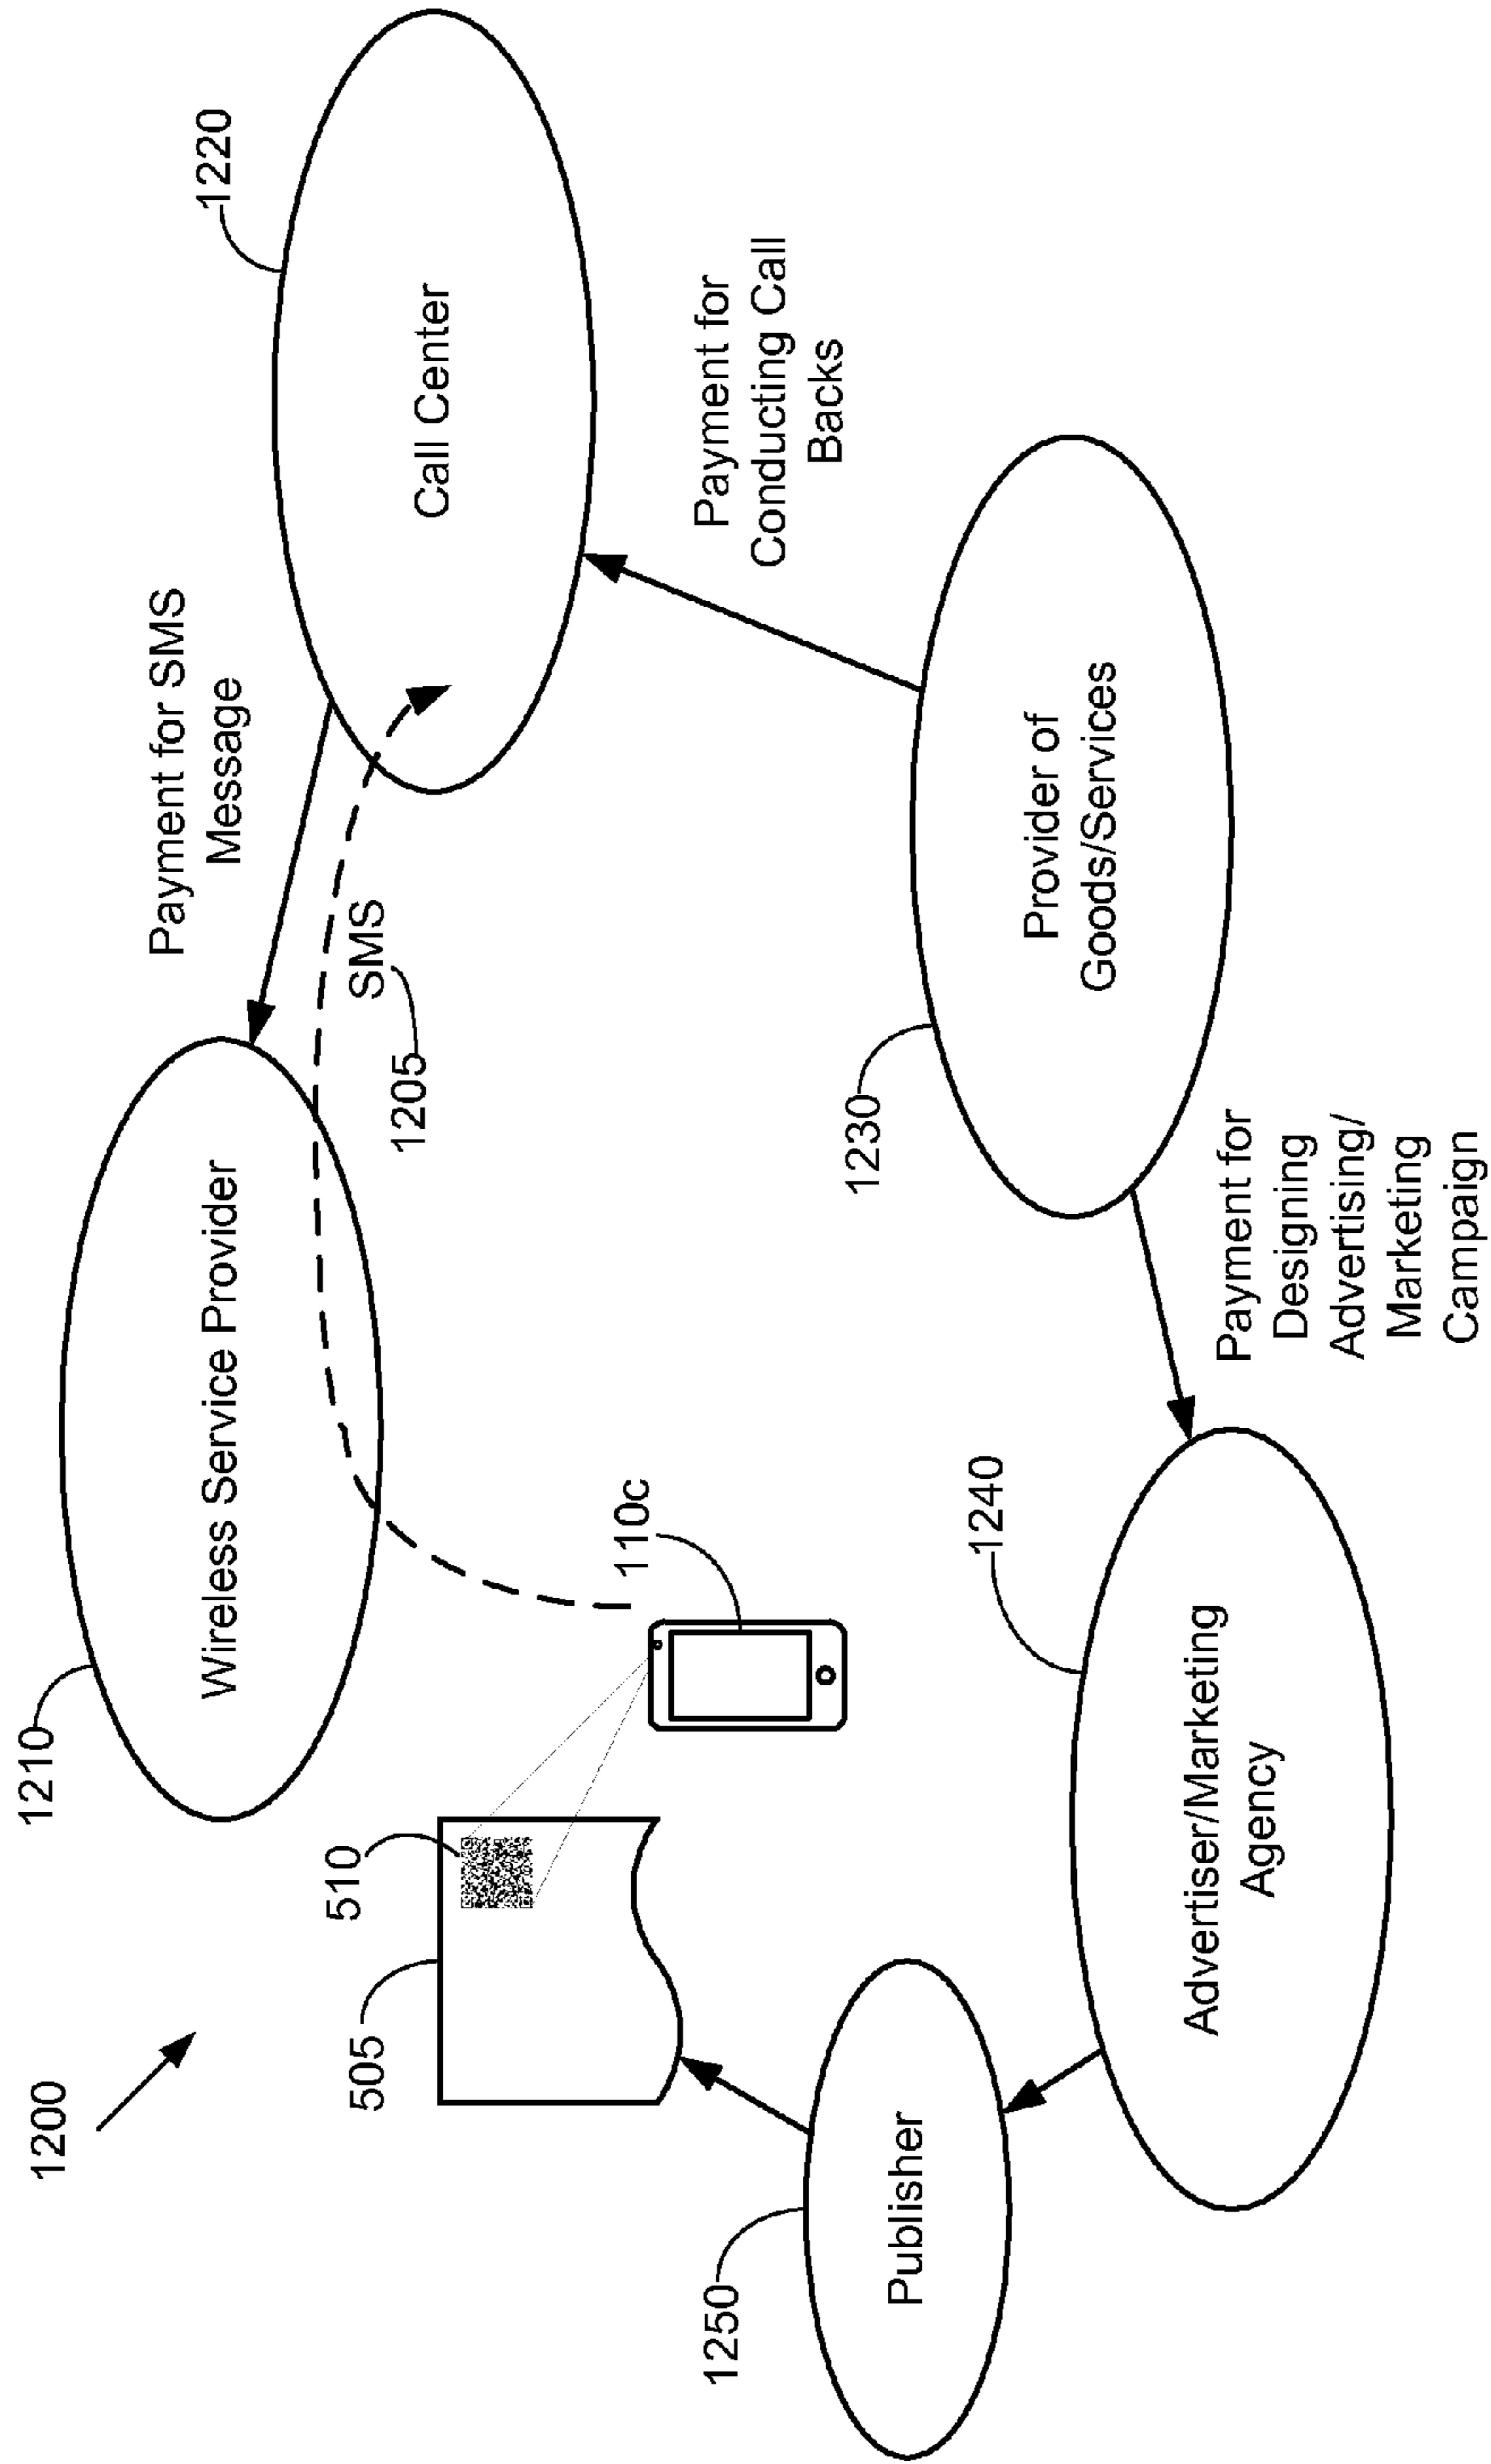 1200
1210
Wireless Service Provider
Payment for SMS
Message
1220
Call Center
SMS
1205
505
510
110c
Payment for
Conducting Call
Backs
1250
Publisher
1240
Advertiser/Marketing
Agency
1230
Provider of
Goods/Services
Payment for
Designing
Advertising/
Marketing
Campaign